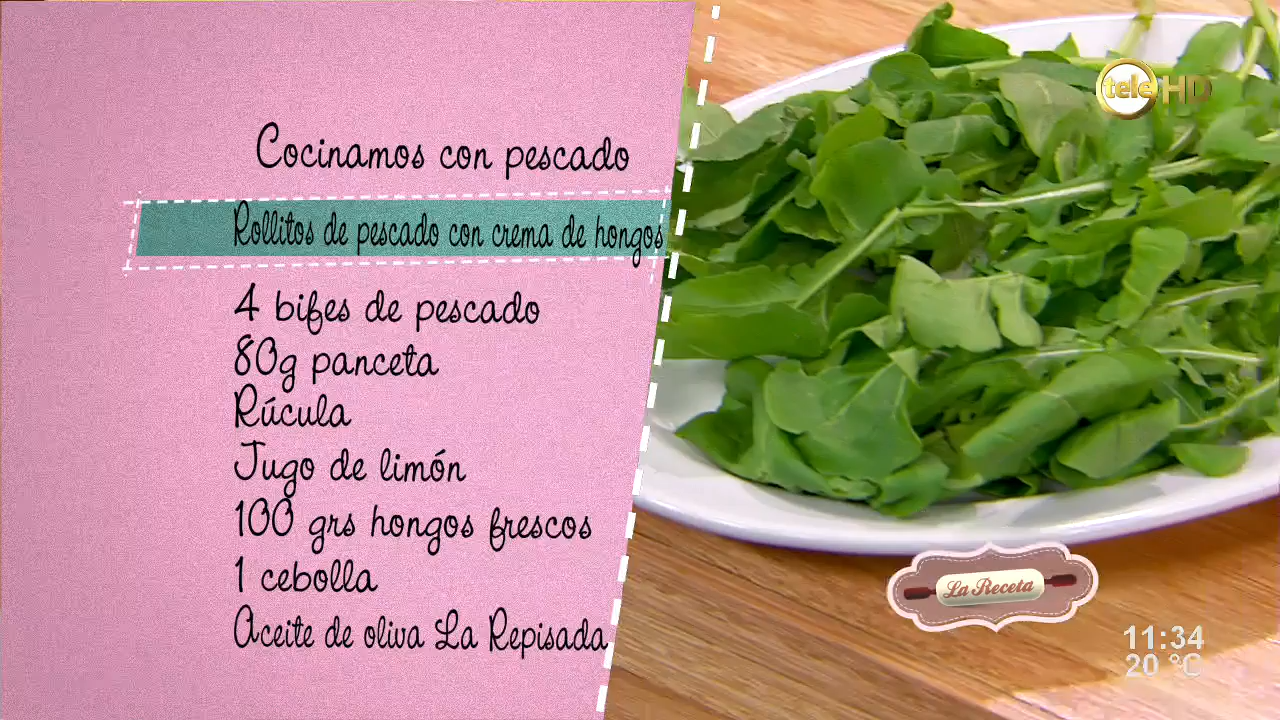 Cocinamos con pescado
Rollitos de pescado con crema de hongos
4 bifes de pescado
80g panceta
Rúcula
Jugo de limón
100 grs hongos frescos
1 cebolla
Aceite de oliva La Repisada
tele HD
La Receta
11:34
20 °C